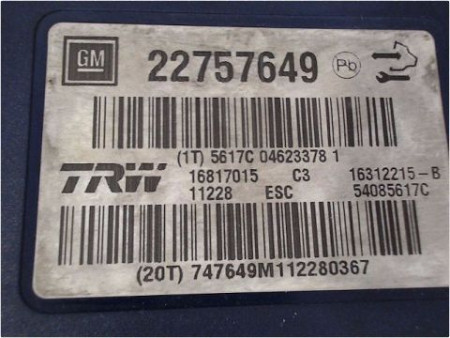 GM 22757649 Pb
(1T) 5617C 04623378 1
TRW 16817015 C3 16312215-B
11228 ESC 54085617C
(20T) 747649M112280367